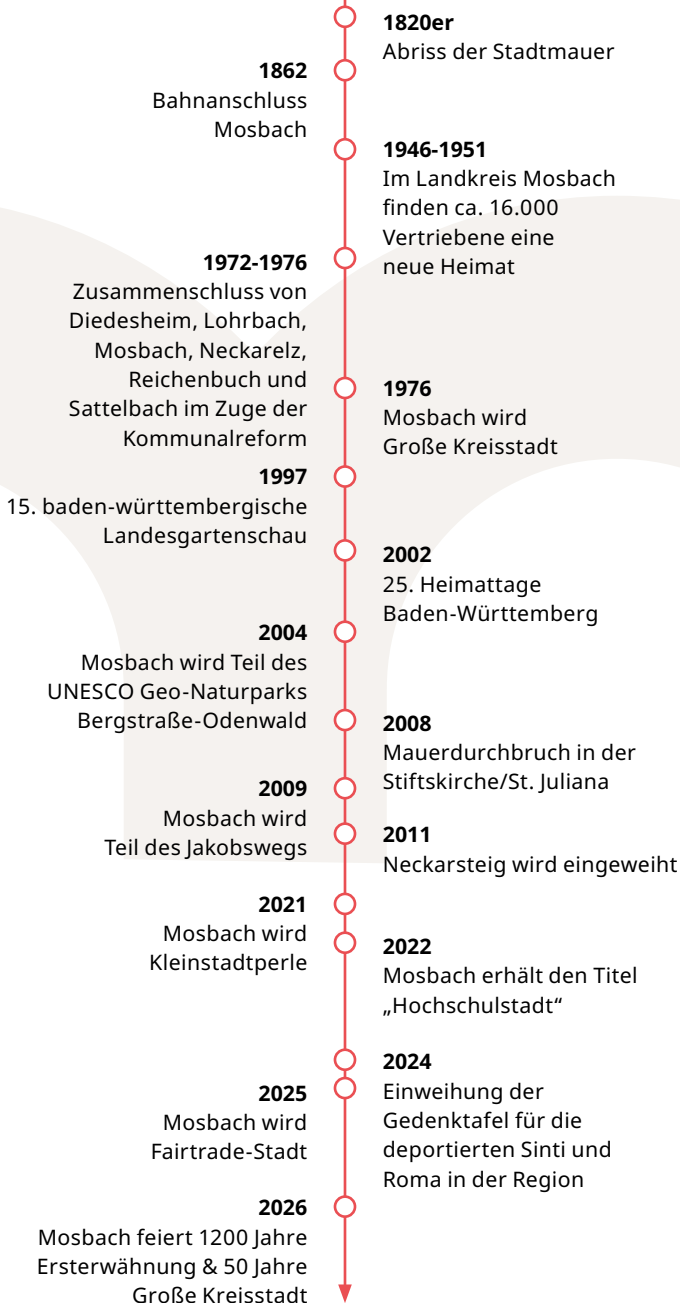 1820er
Abriss der Stadtmauer
1862
Bahnanschluss
Mosbach
1946-1951
Im Landkreis Mosbach
finden ca. 16.000
Vertriebene eine
neue Heimat
1972-1976
Zusammenschluss von
Diedesheim, Lohrbach,
Mosbach, Neckarelz,
Reichenbuch und
Sattelbach im Zuge der
Kommunalreform
1976
Mosbach wird
Große Kreisstadt
1997
15. baden-württembergische
Landesgartenschau
2002
25. Heimattage
Baden-Württemberg
2004
Mosbach wird Teil des
UNESCO Geo-Naturparks
Bergstraße-Odenwald
2008
Mauerdurchbruch in der
Stiftskirche/St. Juliana
2009
Mosbach wird
Teil des Jakobswegs
2011
Neckarsteig wird eingeweiht
2021
Mosbach wird
Kleinstadtperle
2022
Mosbach erhält den Titel
„Hochschulstadt“
2024
Einweihung der
Gedenktafel für die
deportierten Sinti und
Roma in der Region
2025
Mosbach wird
Fairtrade-Stadt
2026
Mosbach feiert 1200 Jahre
Ersterwähnung & 50 Jahre
Große Kreisstadt